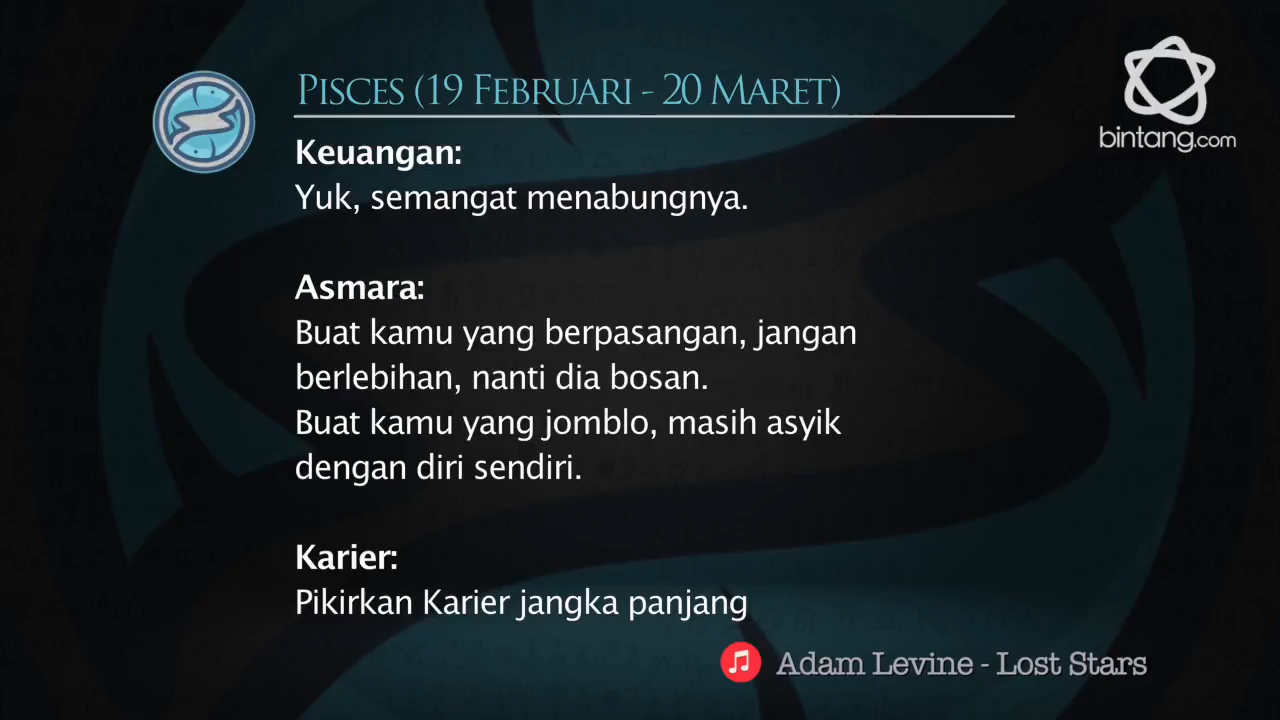 PISCES (19 FEBRUARI - 20 MARET)
bintang.com
Keuangan:
Yuk, semangat menabungnya.
Asmara:
Buat kamu yang berpasangan, jangan
berlebihan, nanti dia bosan.
Buat kamu yang jomblo, masih asyik
dengan diri sendiri.
Karier:
Pikirkan Karier jangka panjang
Adam Levine - Lost Stars